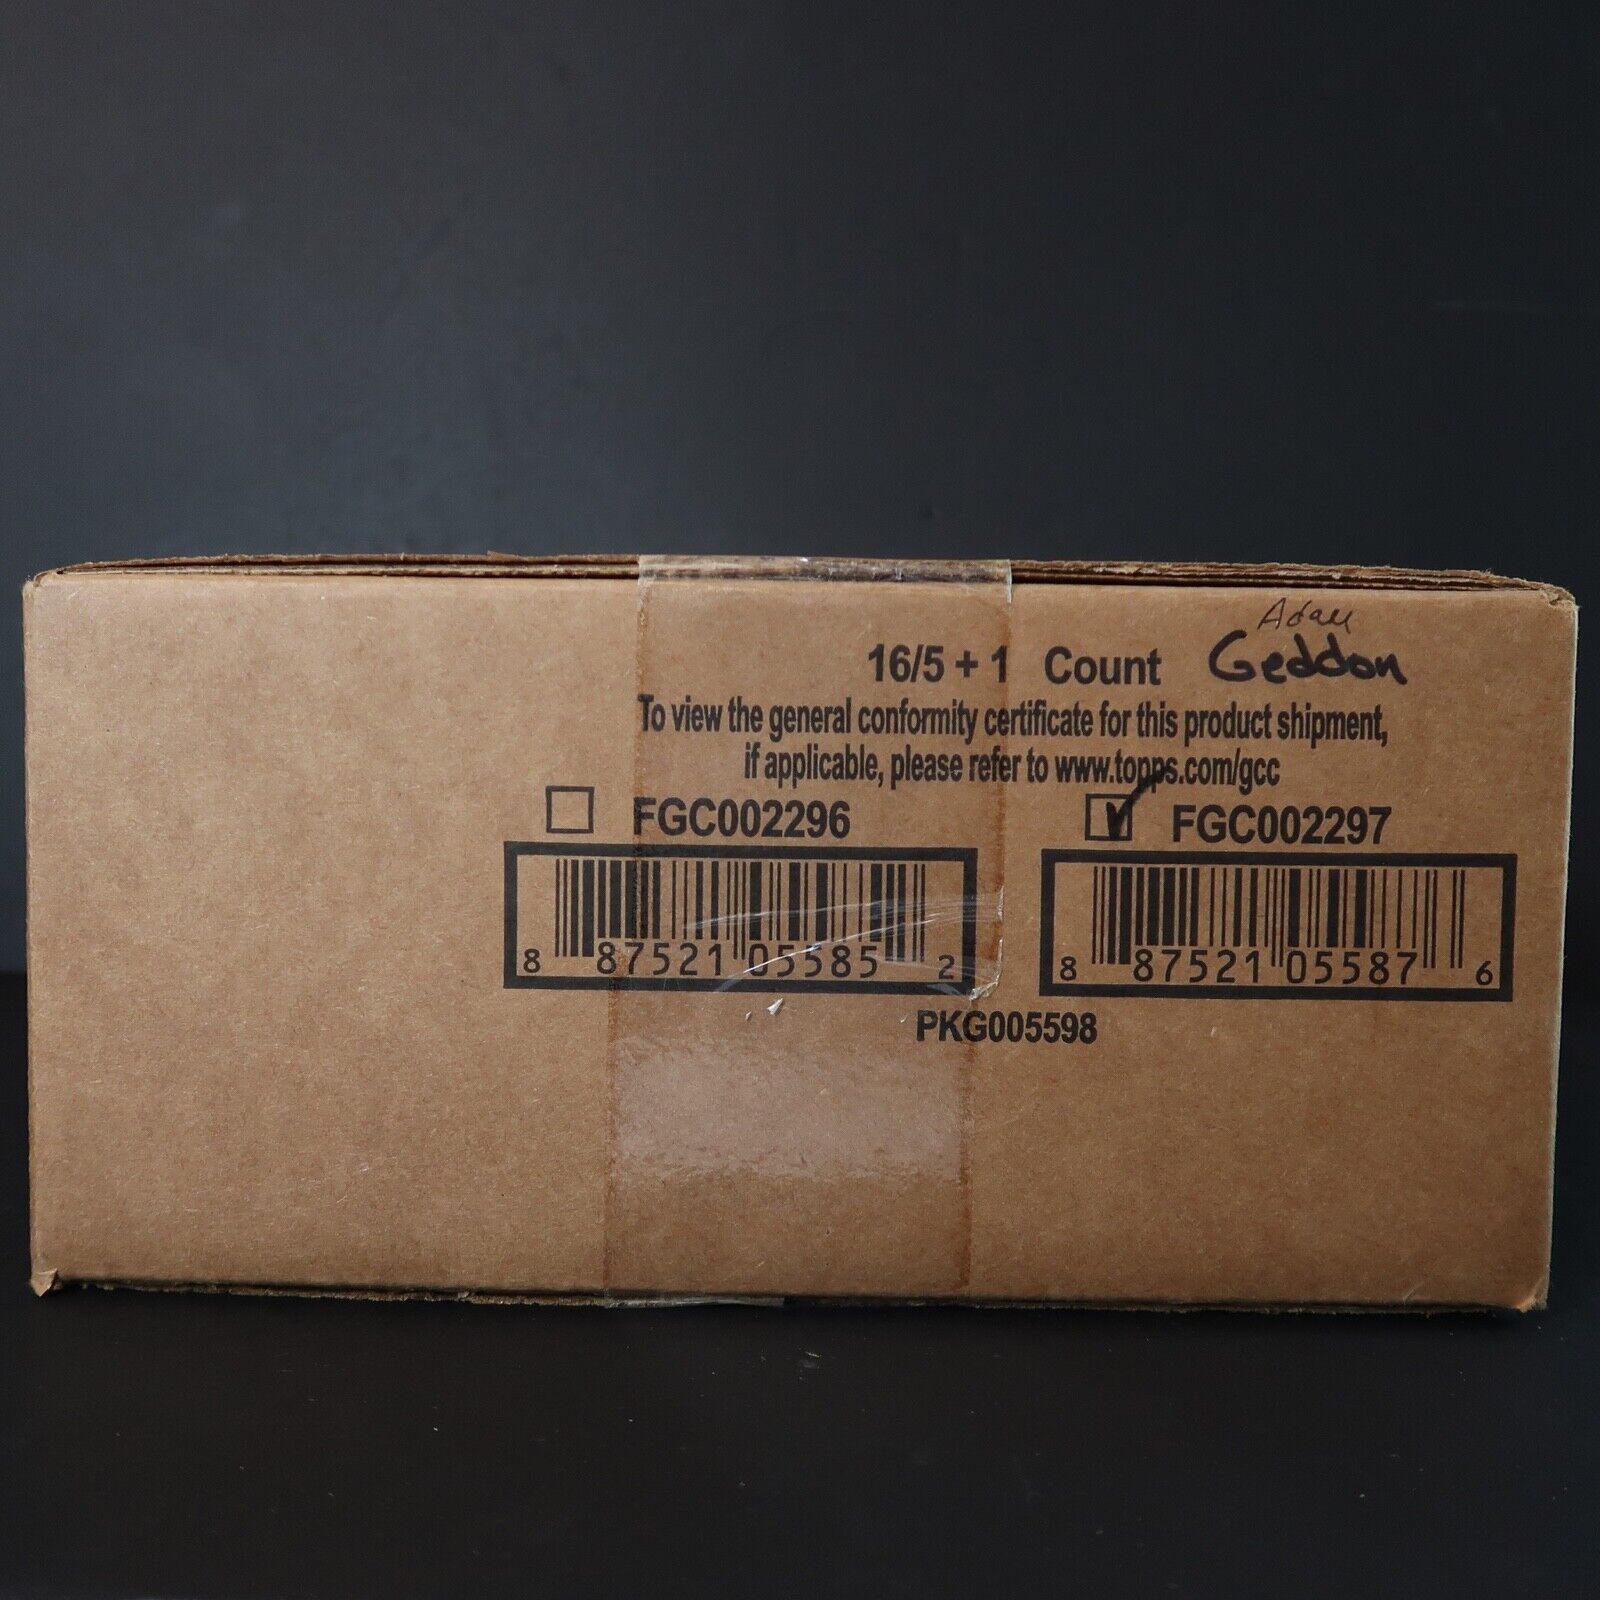 Adam
16/5 + 1 Count Geddon
To view the general conformity certificate for this product shipment,
if applicable, please refer to www.topps.com/gcc
FGC002296
FGC002297
8 87521 05585 2
8 87521 05587 6
PKG005598